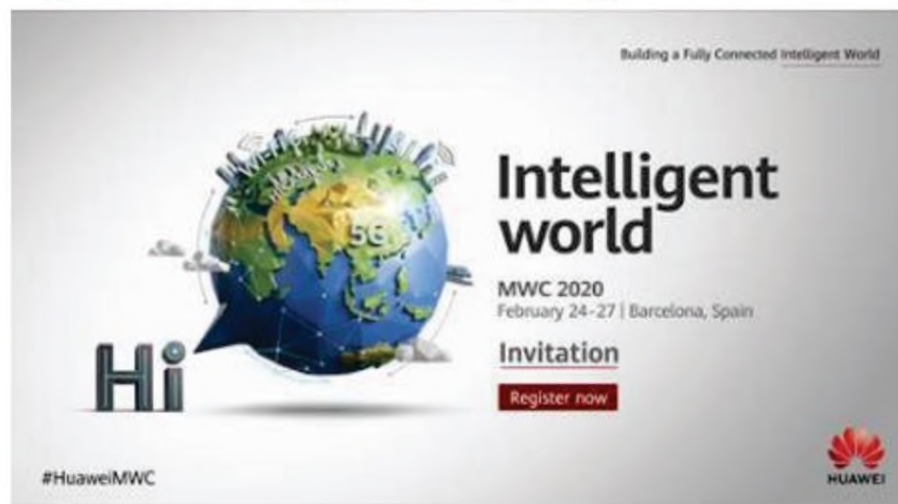 Building a Fully Connected Intelligent World
5G
Intelligent
world
MWC 2020
February 24-27 | Barcelona, Spain
Hi
Invitation
Register now
#HuaweiMWC
HUAWEI